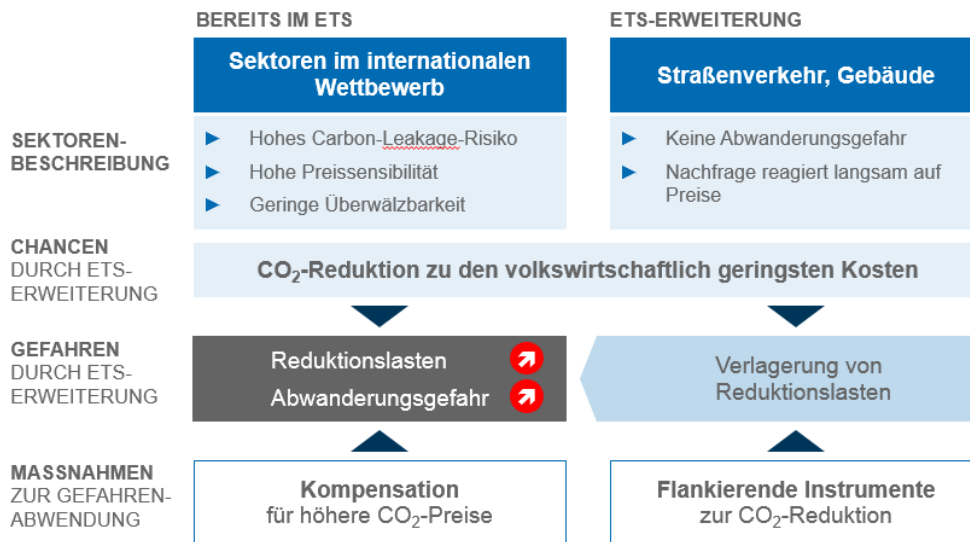 BEREITS IM ETS
ETS-ERWEITERUNG
Sektoren im internationalen
Wettbewerb
Straßenverkehr, Gebäude
SEKTOREN-
BESCHREIBUNG
► Hohes Carbon-Leakage-Risiko
► Hohe Preissensibilität
► Geringe Überwälzbarkeit
► Keine Abwanderungsgefahr
► Nachfrage reagiert langsam auf
Preise
CHANCEN
DURCH ETS-
ERWEITERUNG
CO₂-Reduktion zu den volkswirtschaftlich geringsten Kosten
GEFAHREN
DURCH ETS-
ERWEITERUNG
Reduktionslasten
Abwanderungsgefahr
Verlagerung von
Reduktionslasten
MASSNAHMEN
ZUR GEFAHREN-
ABWENDUNG
Kompensation
für höhere CO₂-Preise
Flankierende Instrumente
zur CO₂-Reduktion